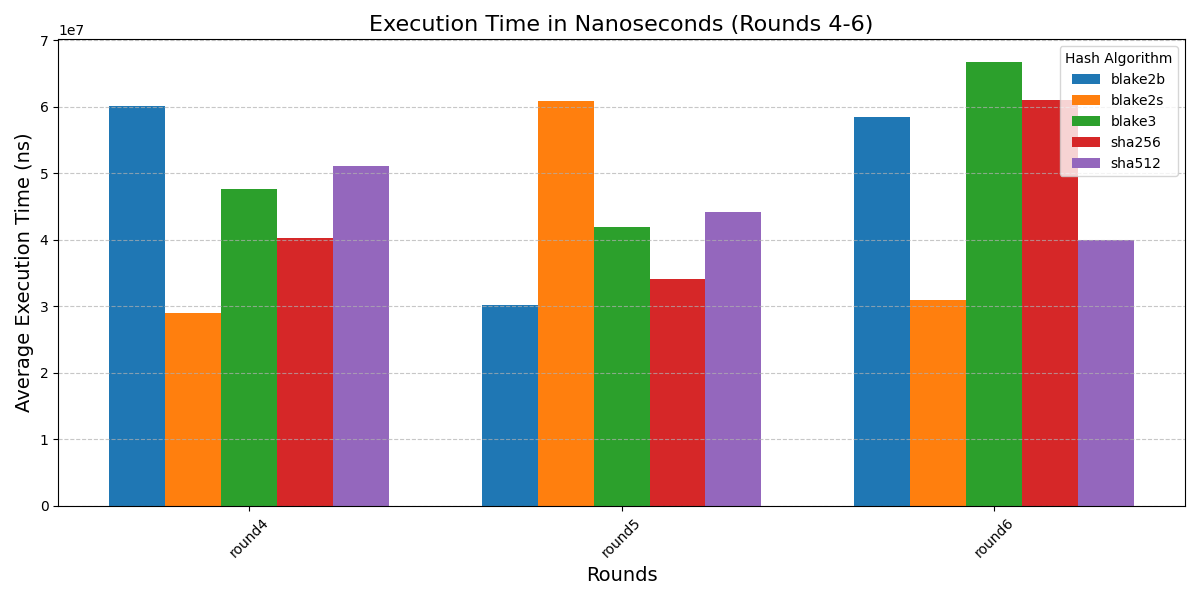 Execution Time in Nanoseconds (Rounds 4-6)
1e7
7
6
5
4
3
2
1
0
Average Execution Time (ns)
Hash Algorithm
blake2b
blake2s
blake3
sha256
sha512
round4
round5
round6
Rounds